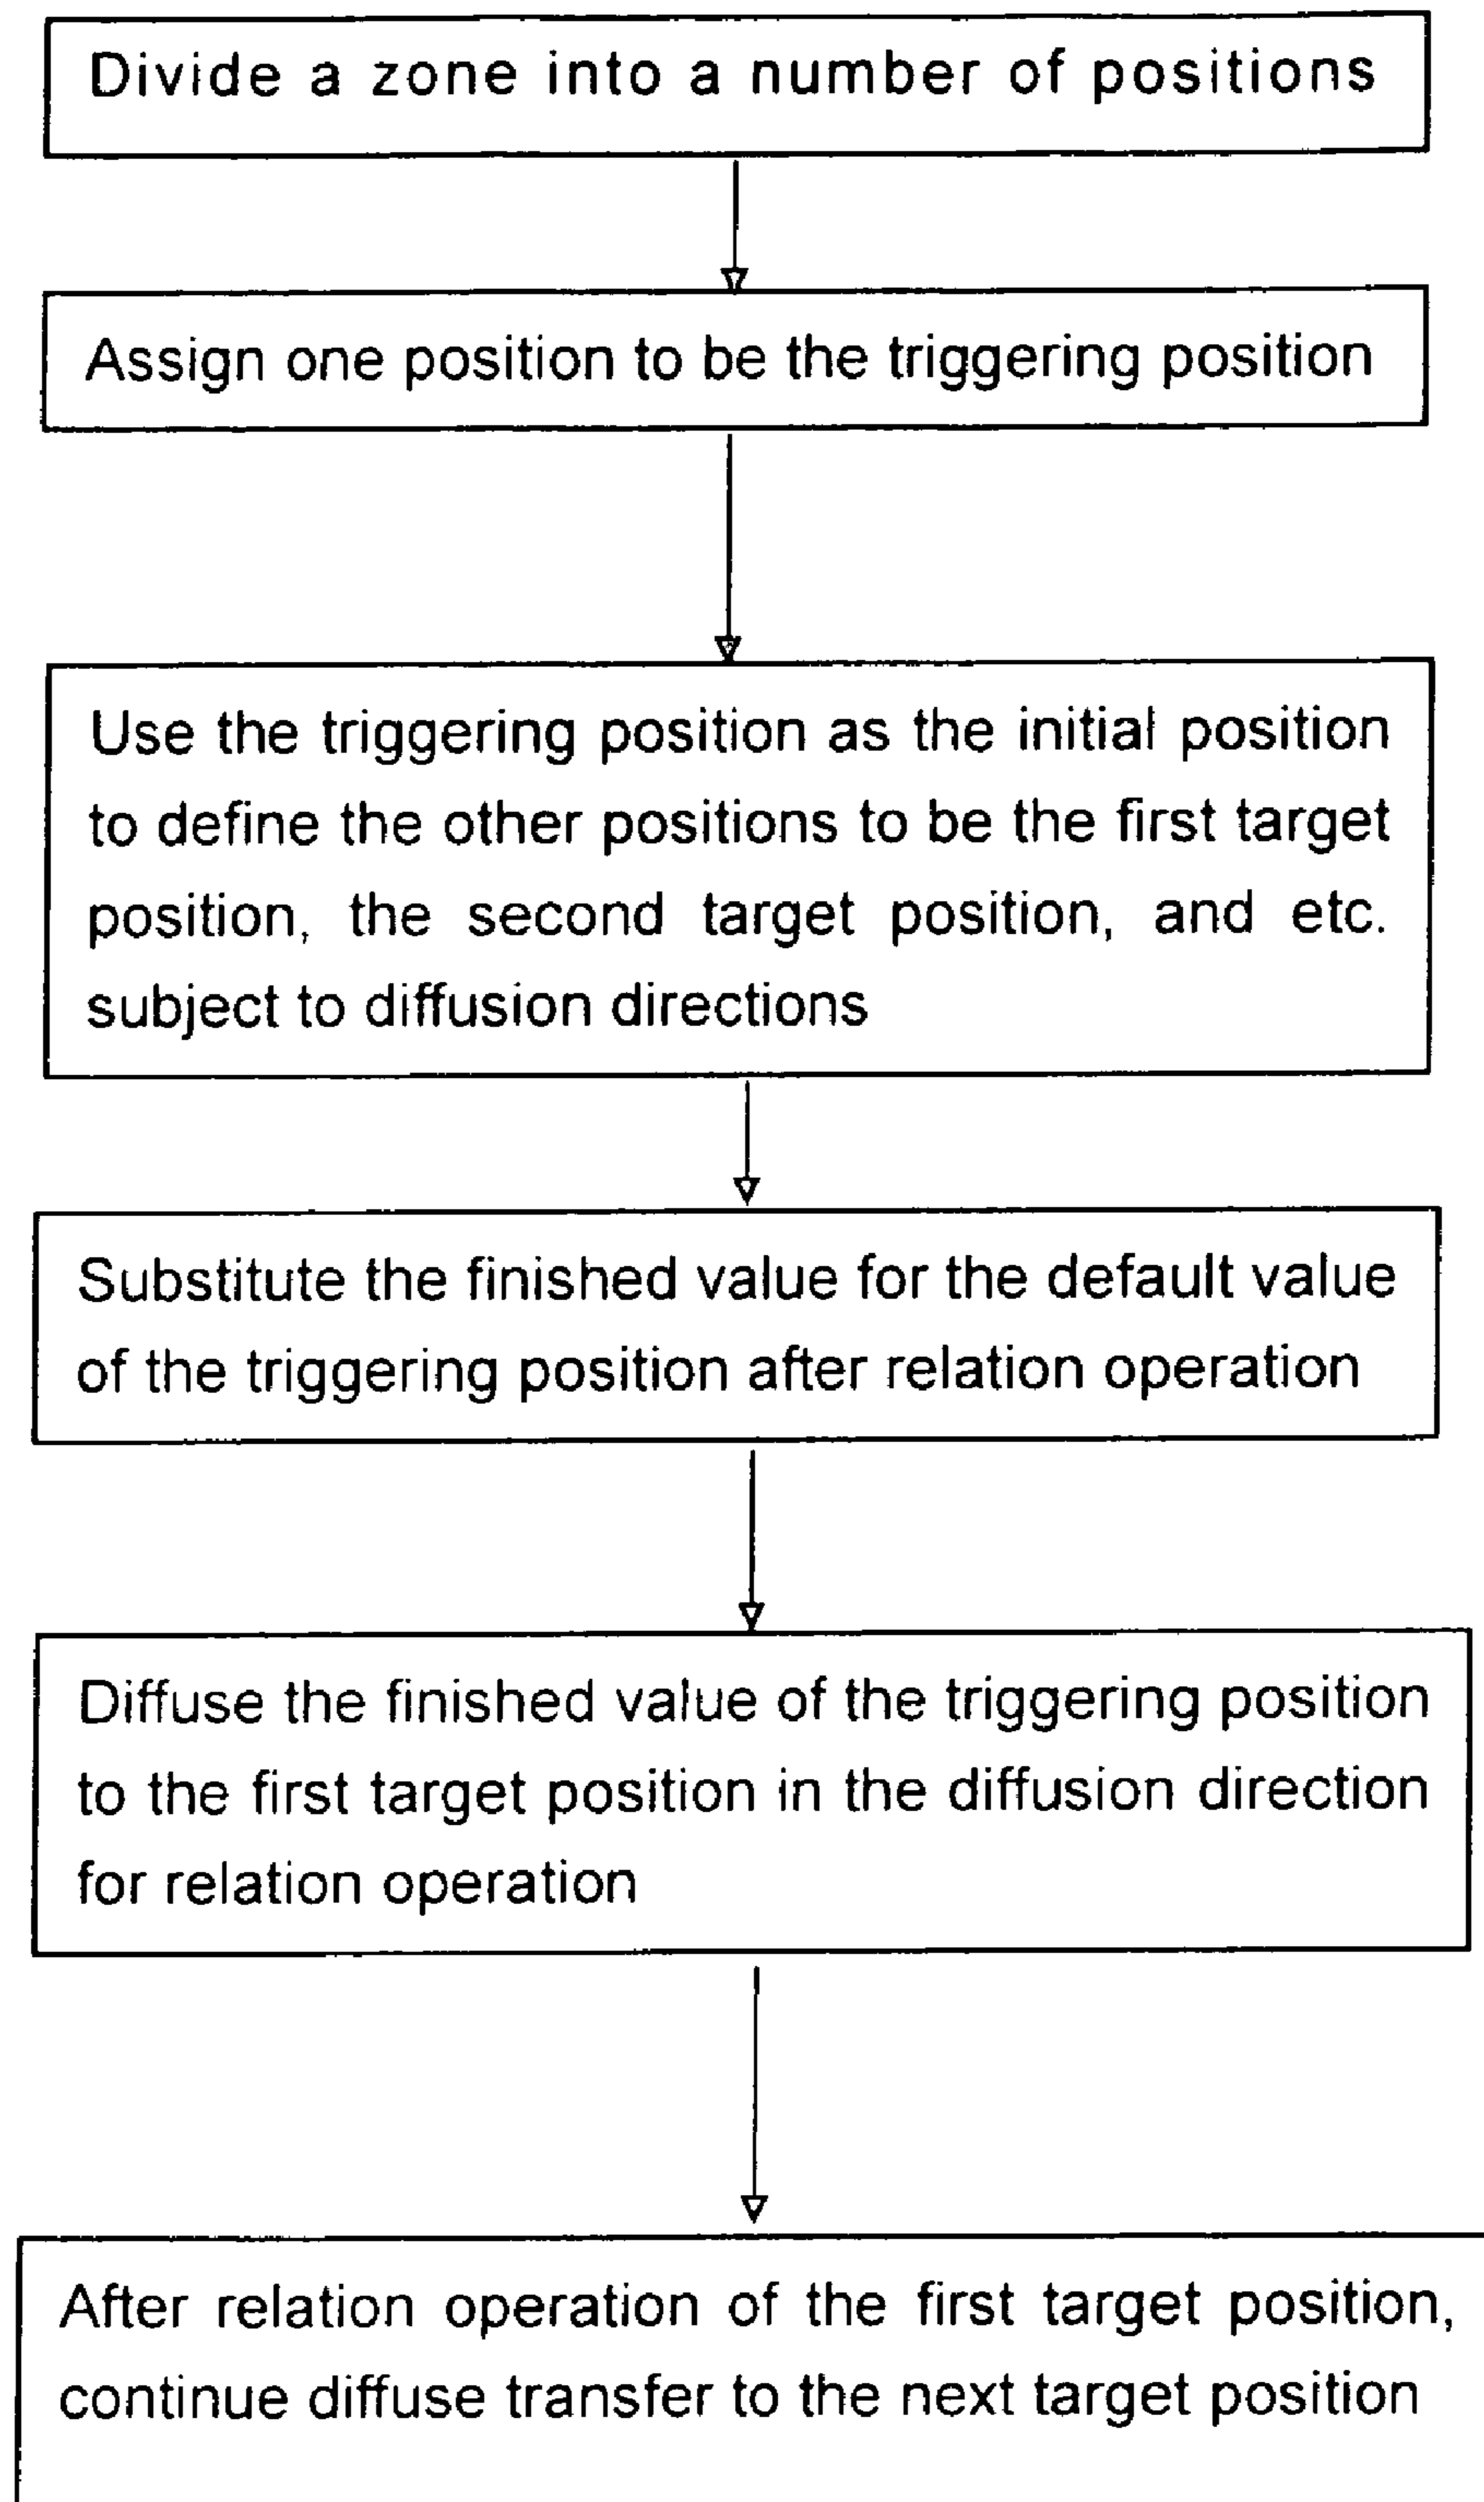 Divide a zone into a number of positions
Assign one position to be the triggering position
Use the triggering position as the initial position
to define the other positions to be the first target
position, the second target position, and etc.
subject to diffusion directions
Substitute the finished value for the default value
of the triggering position after relation operation
Diffuse the finished value of the triggering position
to the first target position in the diffusion direction
for relation operation
After relation operation of the first target position,
continue diffuse transfer to the next target position